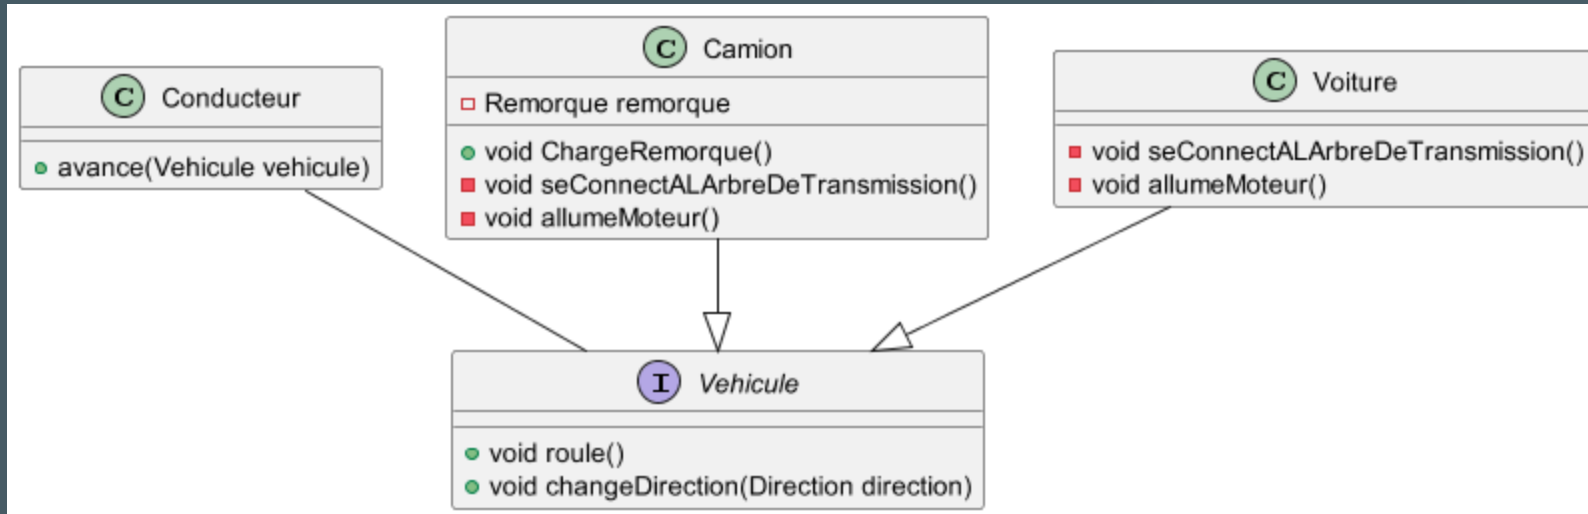 C Conducteur
avance(Vehicule vehicule)
C Camion
Remorque remorque
void ChargeRemorque()
void seConnectALArbreDeTransmission()
void allumeMoteur()
C Voiture
void seConnectALArbreDeTransmission()
void allumeMoteur()
I Vehicule
void roule()
void changeDirection(Direction direction)